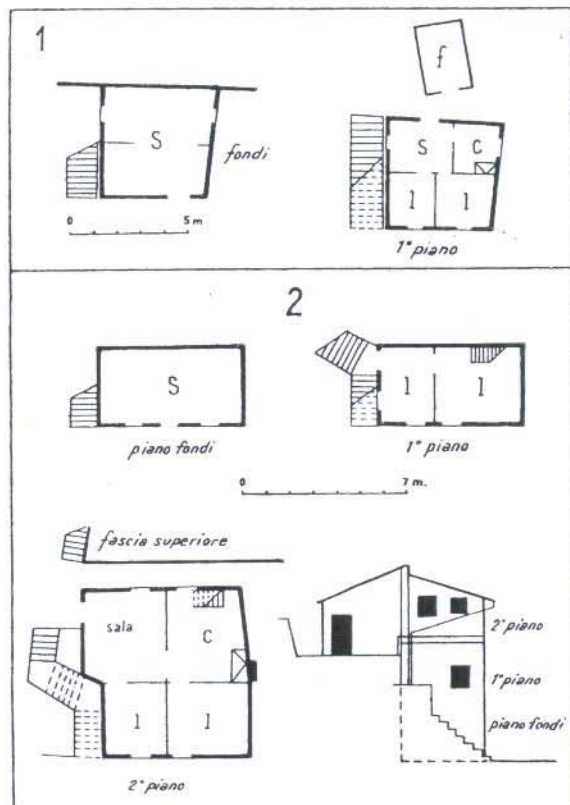 1
f
S
fondi
S
C
l
l
0
5 m
1° piano
2
S
l
l
piano fondi
1° piano
0
7 m.
fascia superiore
sala
C
2° piano
l
l
1° piano
piano fondi
2° piano